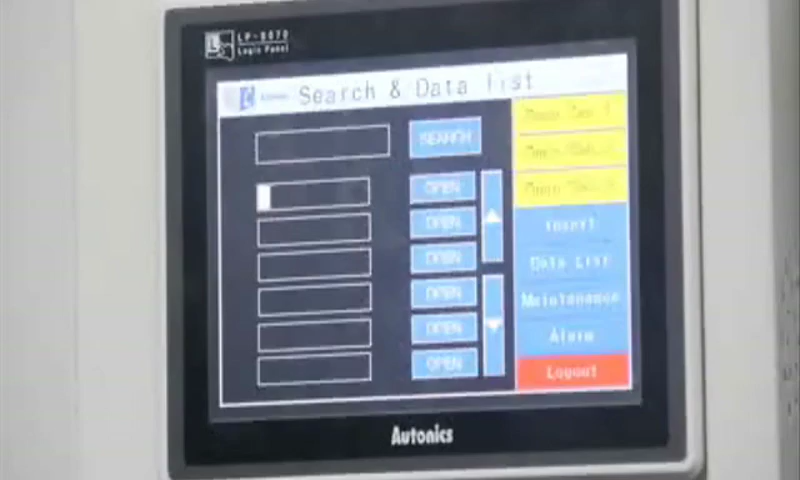 LP-S070
Logic Panel
Search & Data list
SEARCH
OPEN
OPEN
OPEN
OPEN
OPEN
OPEN
Insert
Data List
Maintenance
Alarm
Logout
Autonics